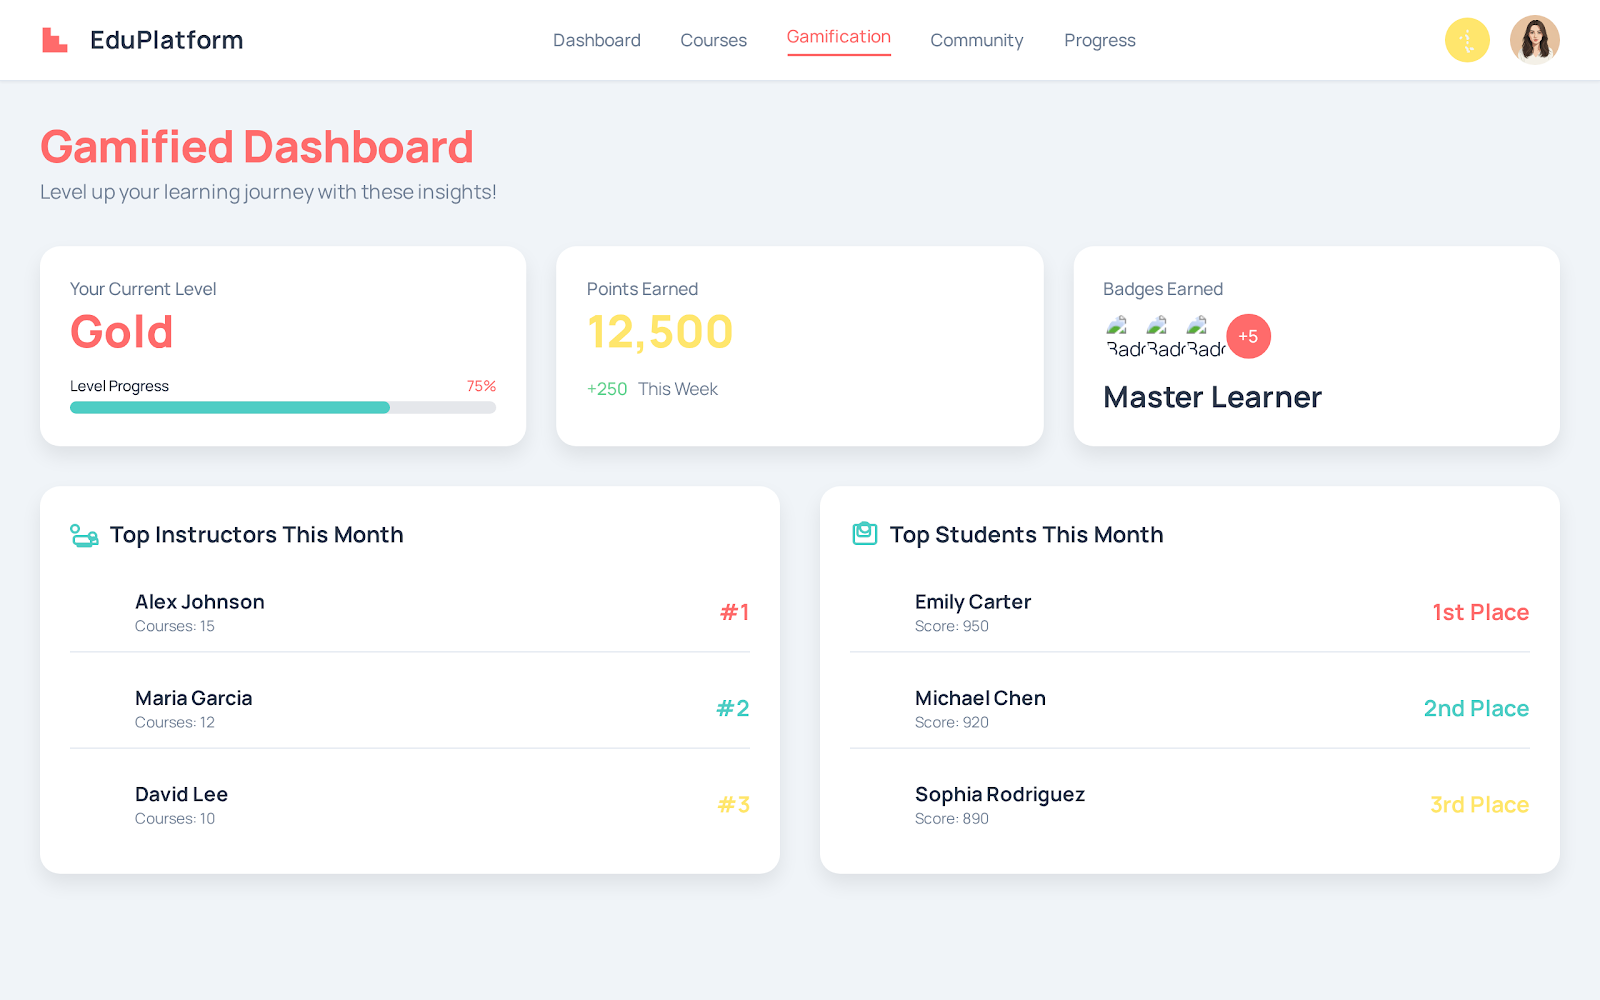 EduPlatform
Dashboard
Courses
Gamification
Community
Progress
Gamified Dashboard
Level up your learning journey with these insights!
Your Current Level
Gold
Level Progress
75%
Points Earned
12,500
+250 This Week
Badges Earned
+5
Master Learner
Top Instructors This Month
Alex Johnson
Courses: 15
#1
Maria Garcia
Courses: 12
#2
David Lee
Courses: 10
#3
Top Students This Month
Emily Carter
Score: 950
1st Place
Michael Chen
Score: 920
2nd Place
Sophia Rodriguez
Score: 890
3rd Place